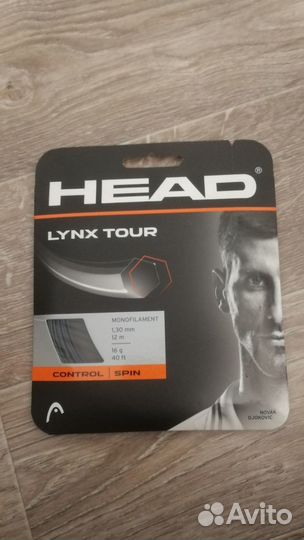 HEAD®
LYNX TOUR
MONOFILAMENT
1,30 mm
12 m
16 g
40 ft
CONTROL | SPIN
NOVAK
DJOKOVIC
Avito